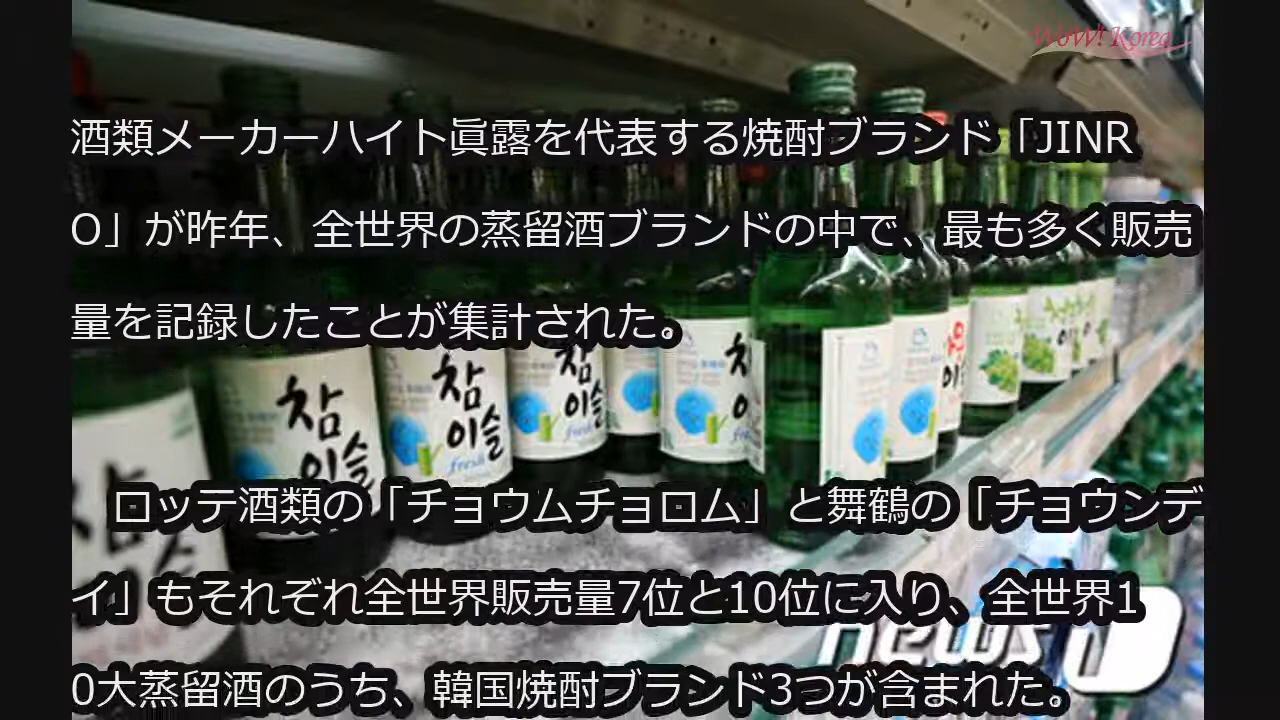 WoW! Korea
酒類メーカーハイト眞露を代表する焼酎ブランド「JINR
O」が昨年、全世界の蒸留酒ブランドの中で、最も多く販売
量を記録したことが集計された。
참 이슬
참 이슬 fresh
참 이슬 fresh
ロッテ酒類の「チョウムチョロム」と舞鶴の「チョウンデ
イ」もそれぞれ全世界販売量7位と10位に入り、全世界1
0大蒸留酒のうち、韓国焼酎ブランド3つが含まれた。
news1